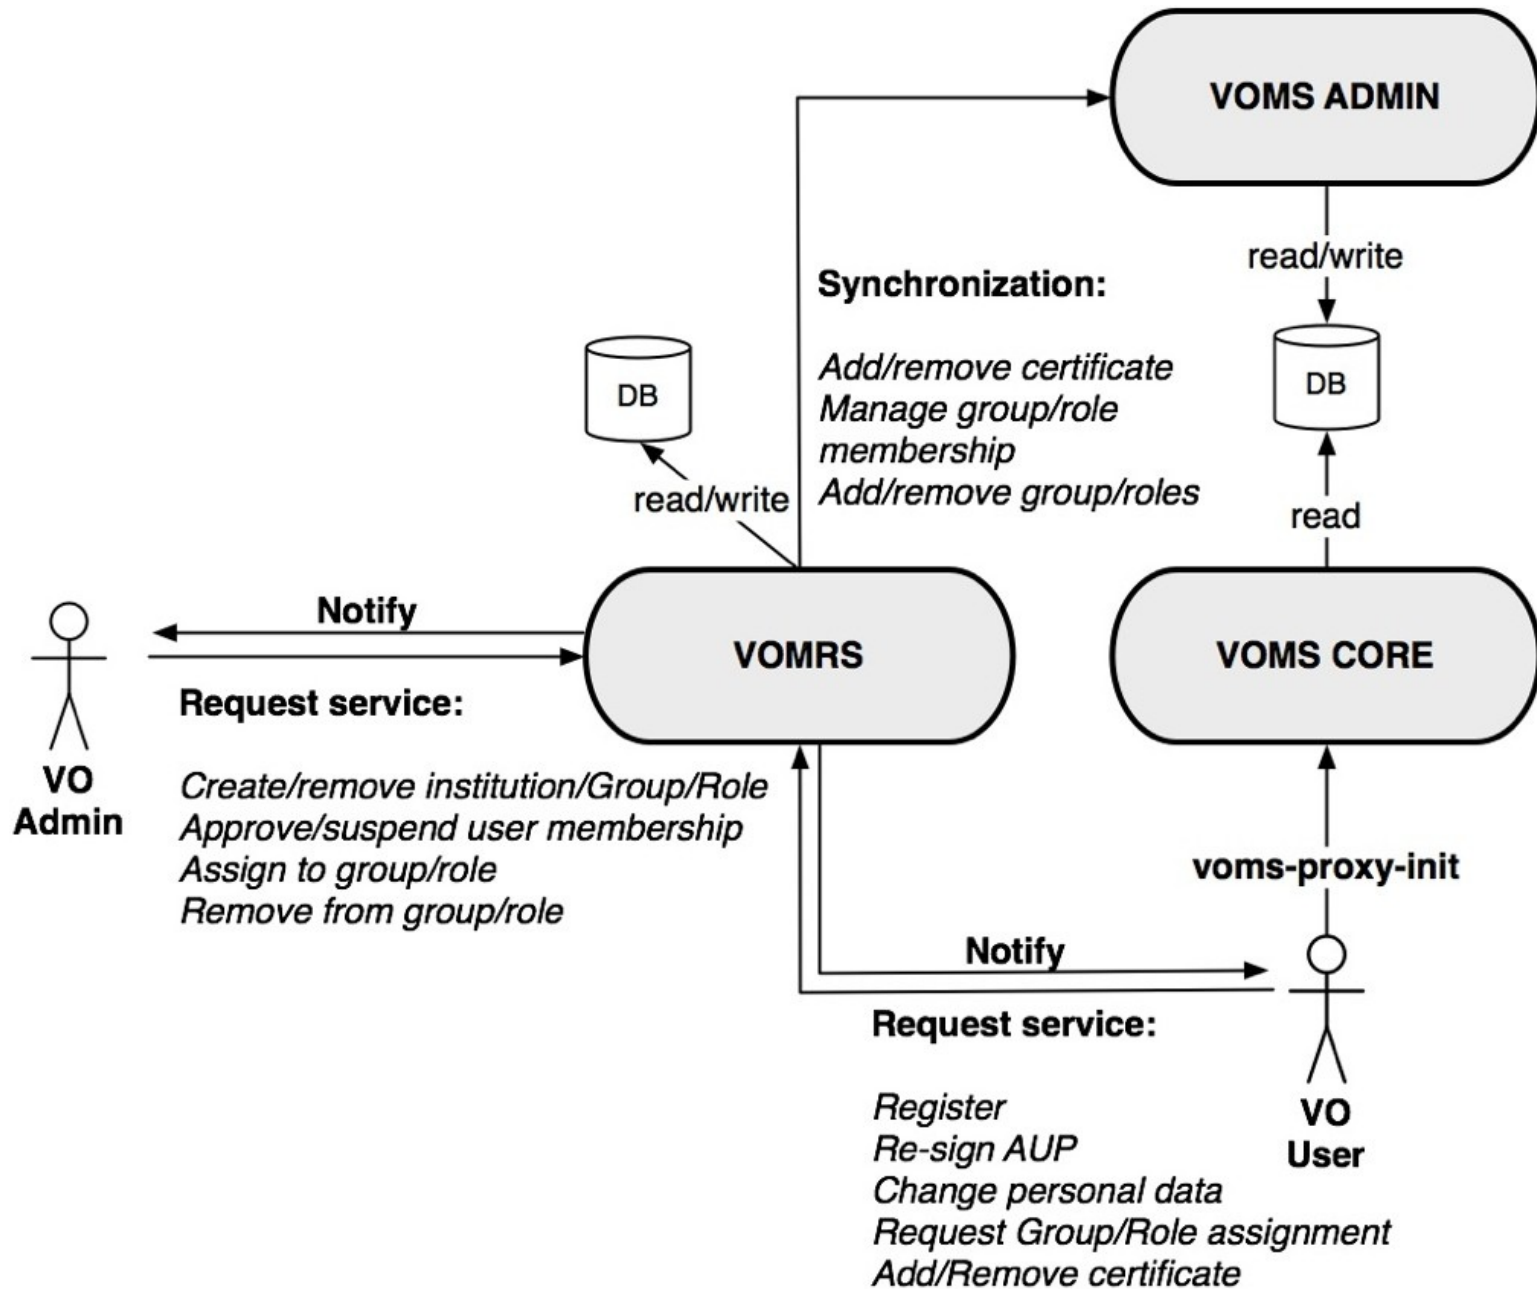 VOMS ADMIN
read/write
Synchronization:
Add/remove certificate
Manage group/role
membership
Add/remove group/roles
DB
DB
read/write
read
Notify
VOMRS
VOMS CORE
Request service:
VO
Admin
Create/remove institution/Group/Role
Approve/suspend user membership
Assign to group/role
Remove from group/role
voms-proxy-init
Notify
Request service:
Register
Re-sign AUP
Change personal data
Request Group/Role assignment
Add/Remove certificate
VO
User